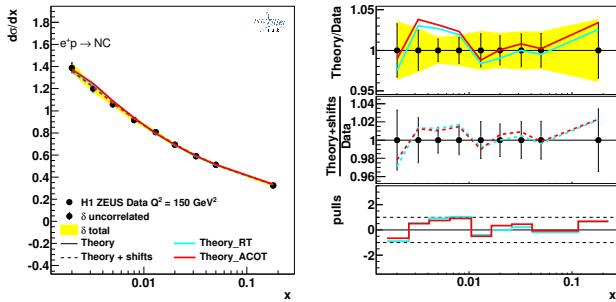 dσ/dx
1.8
1.6
1.4
1.2
1
0.8
0.6
0.4
0.2
0
-0.2
-0.4
e⁺p → NC
H1 ZEUS Data Q² = 150 GeV²
δ uncorrelated
δ total
Theory
Theory + shifts
Theory_RT
Theory_ACOT
0.01
0.1
x
Theory/Data
1.05
1
0.95
Theory+shifts
Data
1.04
1.02
1
0.98
0.96
pulls
2
0
-2
0.01
0.1
x